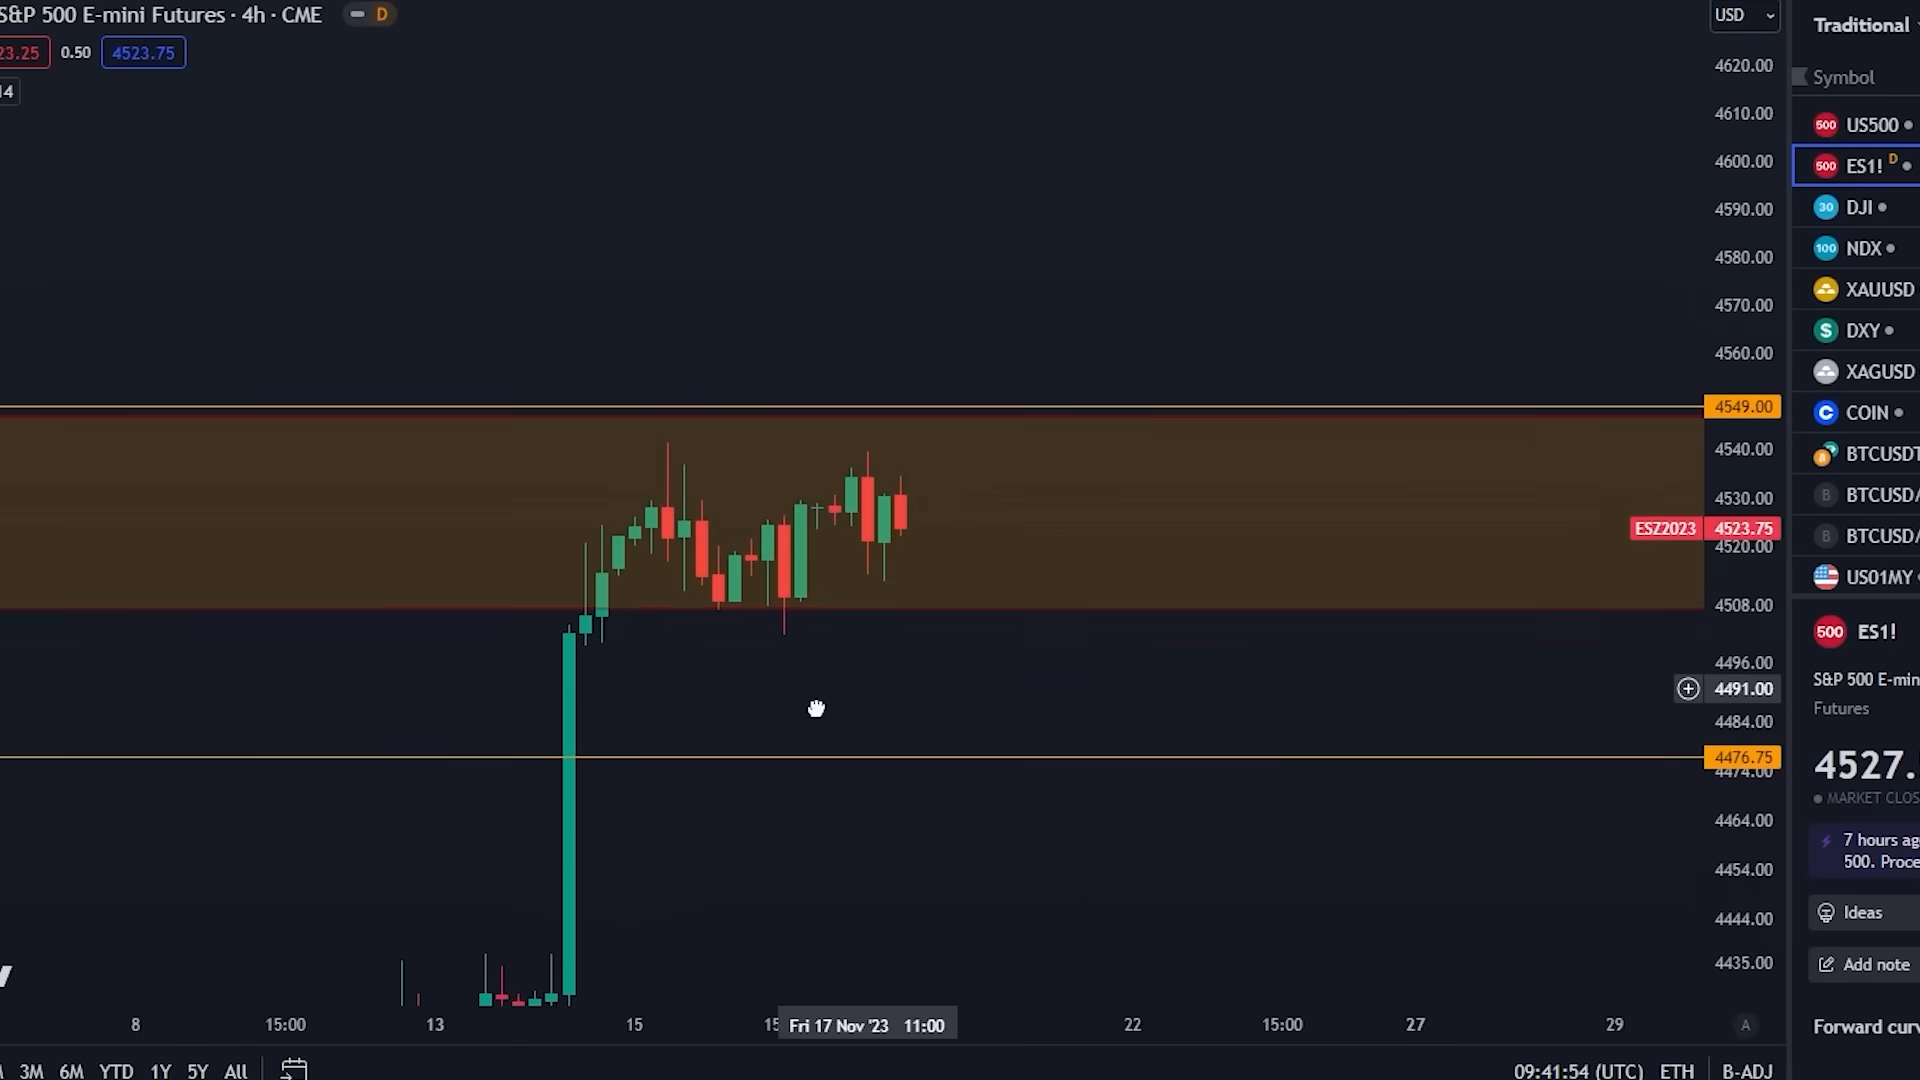 S&P 500 E-mini Futures · 4h · CME D
23.25 0.50 4523.75
14
USD
4620.00
4610.00
4600.00
4590.00
4580.00
4570.00
4560.00
4549.00
4540.00
4530.00
ESZ2023 4523.75
4520.00
4508.00
4496.00
4491.00
4484.00
4476.75
4474.00
4464.00
4454.00
4444.00
4435.00
8 15:00 13 15 15 Fri 17 Nov '23 11:00 22 15:00 27 29 A
3M 6M YTD 1Y 5Y All
09:41:54 (UTC) ETH B-ADJ
Traditional
Symbol
500 US500
500 ES1! D
30 DJI
100 NDX
XAUUSD
S DXY
XAGUSD
C COIN
BTCUSDT
B BTCUSD/
B BTCUSD/
US01MY
500 ES1!
S&P 500 E-min
Futures
4527.
MARKET CLOS
7 hours ag
500. Proce
Ideas
Add note
Forward curv